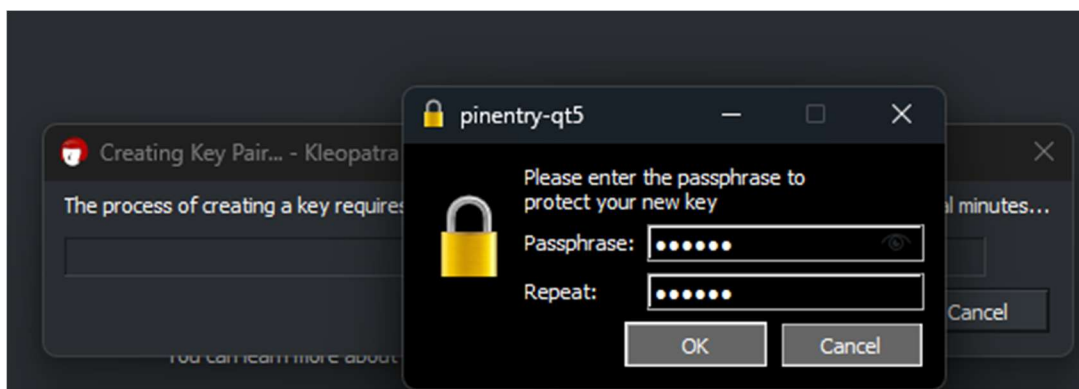 pinentry-qt5
Creating Key Pair... - Kleopatra
Please enter the passphrase to
protect your new key
The process of creating a key requires
minutes...
Passphrase: ●●●●●●
Repeat: ●●●●●●
OK
Cancel
Cancel
You can learn more about